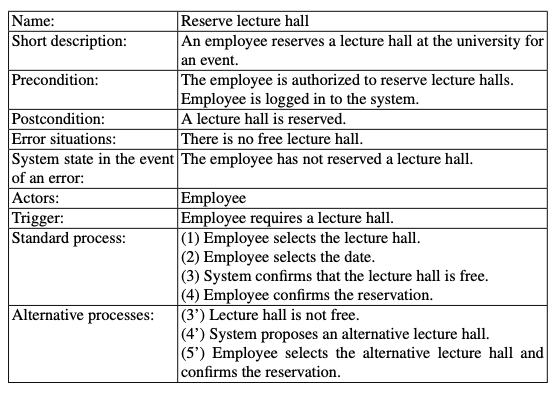 Name: Reserve lecture hall
Short description: An employee reserves a lecture hall at the university for
an event.
Precondition: The employee is authorized to reserve lecture halls.
Employee is logged in to the system.
Postcondition: A lecture hall is reserved.
Error situations: There is no free lecture hall.
System state in the event of an error: The employee has not reserved a lecture hall.
Actors: Employee
Trigger: Employee requires a lecture hall.
Standard process: (1) Employee selects the lecture hall.
(2) Employee selects the date.
(3) System confirms that the lecture hall is free.
(4) Employee confirms the reservation.
Alternative processes: (3’) Lecture hall is not free.
(4’) System proposes an alternative lecture hall.
(5’) Employee selects the alternative lecture hall and
confirms the reservation.